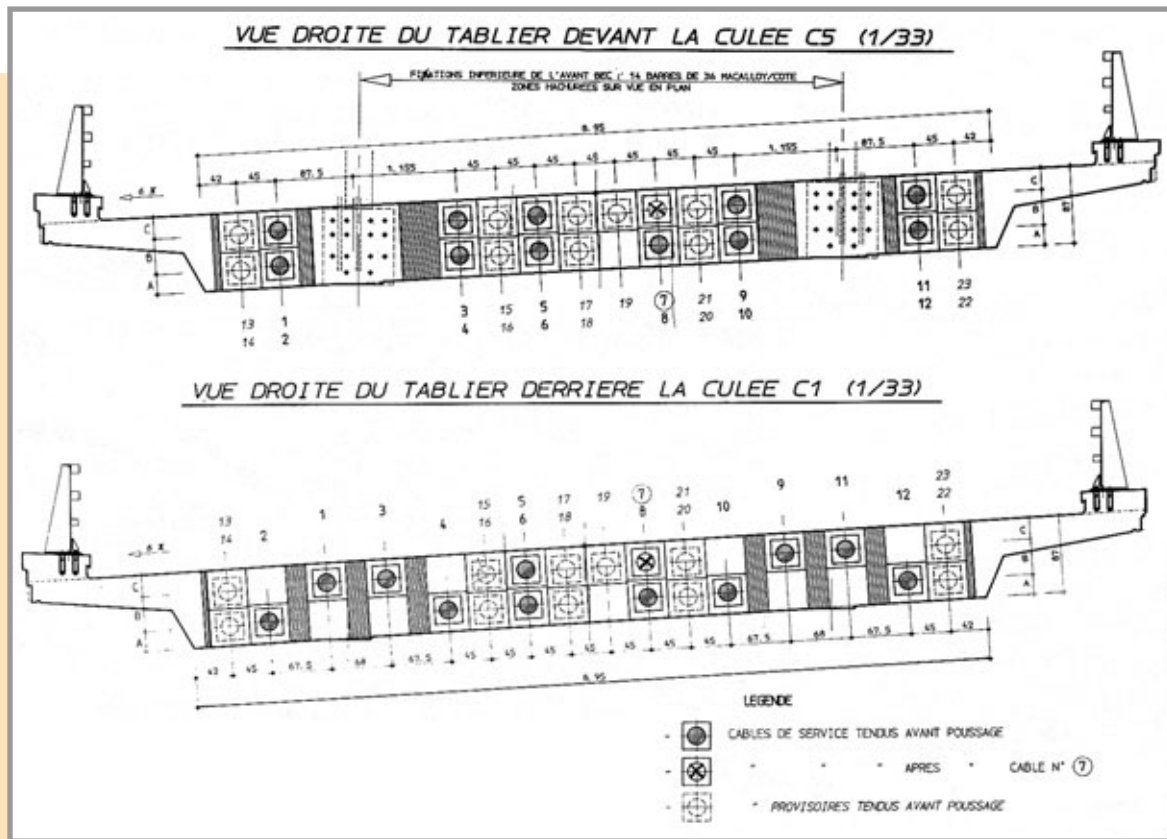 VUE DROITE DU TABLIER DEVANT LA CULEE C5 (1/33)
FIXATIONS INFERIEURE DE L'AVANT BEC : 14 BARRES DE 36 MACALLOY/COTE
ZONES HACHUREES SUR VUE EN PLAN
8.95
42 45 87.5 1.155 45 45 45 45 45 45 45 1.155 87.5 45 42
6 %
C B A
C B A 87
13 1 3 15 5 17 19 7 21 9 11 23
14 2 4 16 6 18 8 20 10 12 22
VUE DROITE DU TABLIER DERRIERE LA CULEE C1 (1/33)
13 2 1 3 4 15 5 17 19 7 21 10 9 11 12 23
14 16 6 18 8 20 22
6 %
C B A
C B A 87
42 45 67.5 68 67.5 45 45 45 45 45 45 45 67.5 68 67.5 45 42
8.95
LEGENDE
- CABLES DE SERVICE TENDUS AVANT POUSSAGE
- " " " APRES " CABLE N° 7
- " PROVISOIRES TENDUS AVANT POUSSAGE